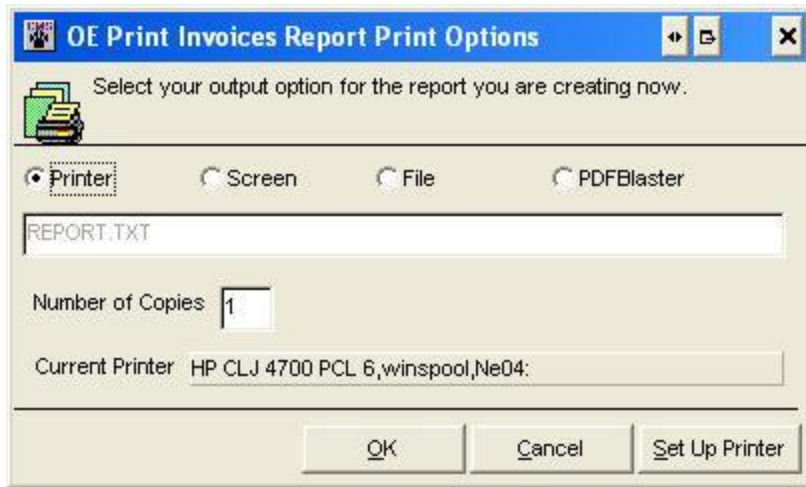 OE Print Invoices Report Print Options
Select your output option for the report you are creating now.
Printer Screen File PDFBlaster
REPORT.TXT
Number of Copies 1
Current Printer HP CLJ 4700 PCL 6,winspool,Ne04:
OK Cancel Set Up Printer